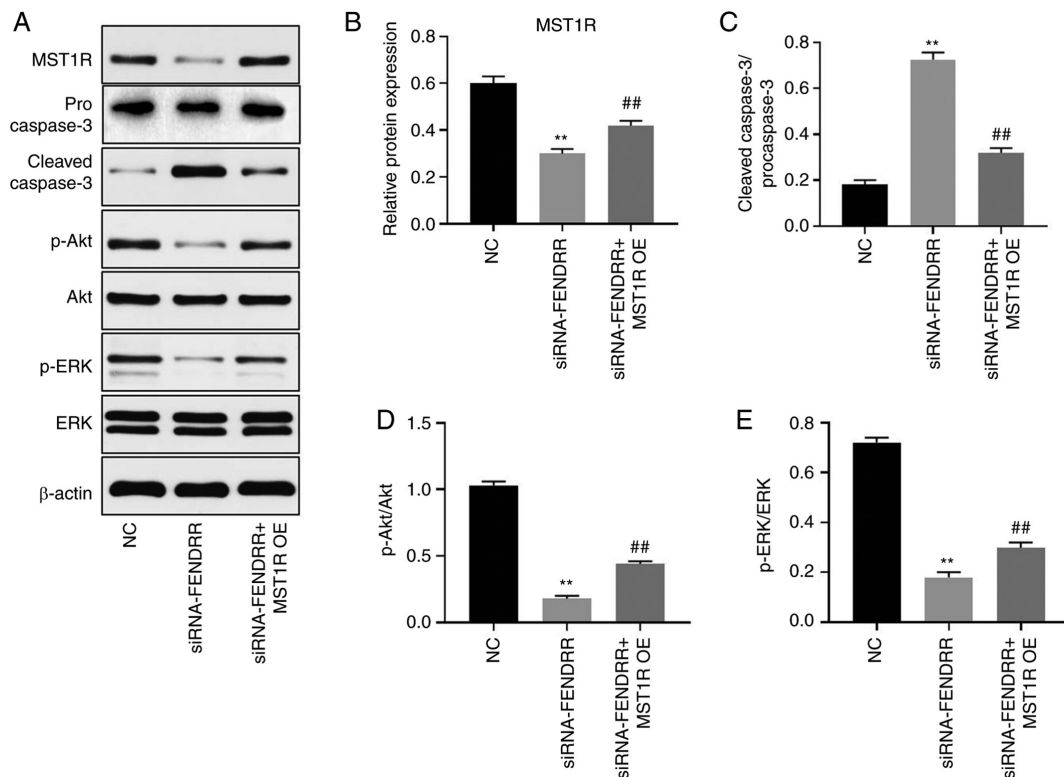 A
MST1R
Pro
caspase-3
Cleaved
caspase-3
p-Akt
Akt
p-ERK
ERK
β-actin
NC
siRNA-FENDRR
siRNA-FENDRR+
MST1R OE
B
MST1R
Relative protein expression
0.8
0.6
0.4
0.2
0.0
**
##
NC
siRNA-FENDRR
siRNA-FENDRR+
MST1R OE
C
Cleaved caspase-3/
procaspase-3
0.8
0.6
0.4
0.2
0.0
**
##
NC
siRNA-FENDRR
siRNA-FENDRR+
MST1R OE
D
p-Akt/Akt
1.5
1.0
0.5
0.0
**
##
NC
siRNA-FENDRR
siRNA-FENDRR+
MST1R OE
E
p-ERK/ERK
0.8
0.6
0.4
0.2
0.0
**
##
NC
siRNA-FENDRR
siRNA-FENDRR+
MST1R OE